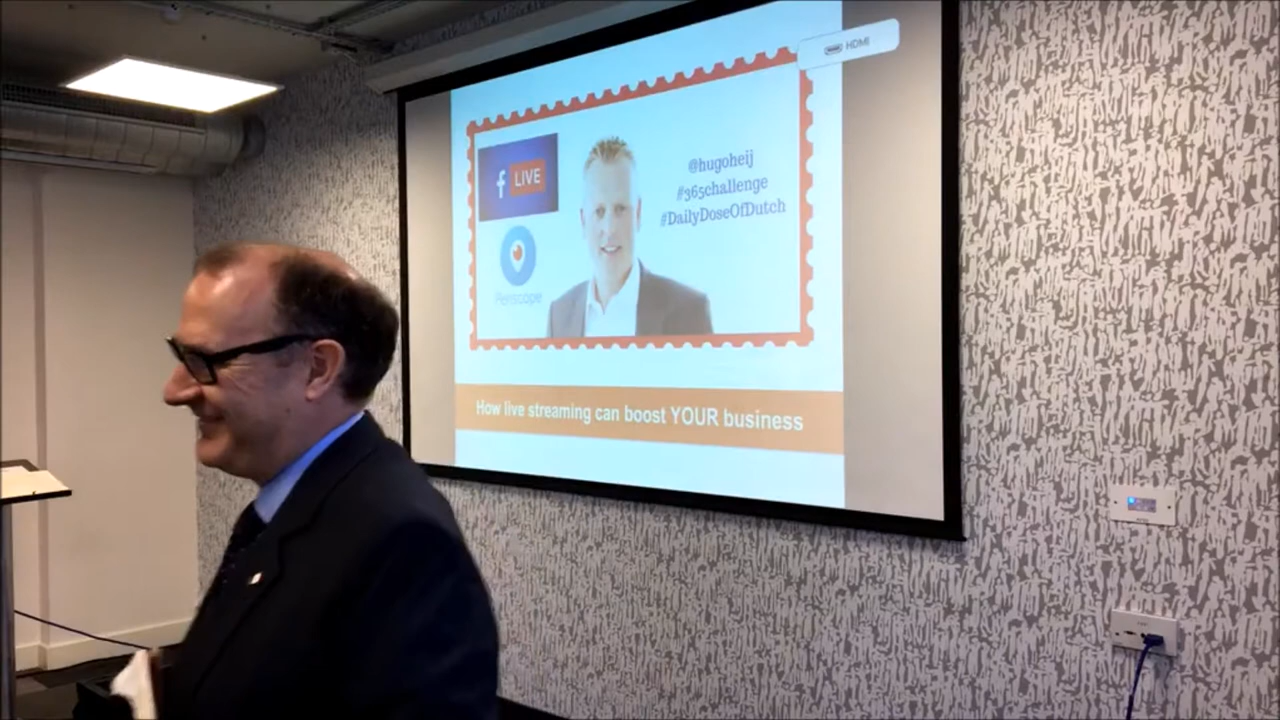 HDMI
f LIVE
@hugoheij
#365challenge
#DailyDoseOfDutch
Periscope
How live streaming can boost YOUR business